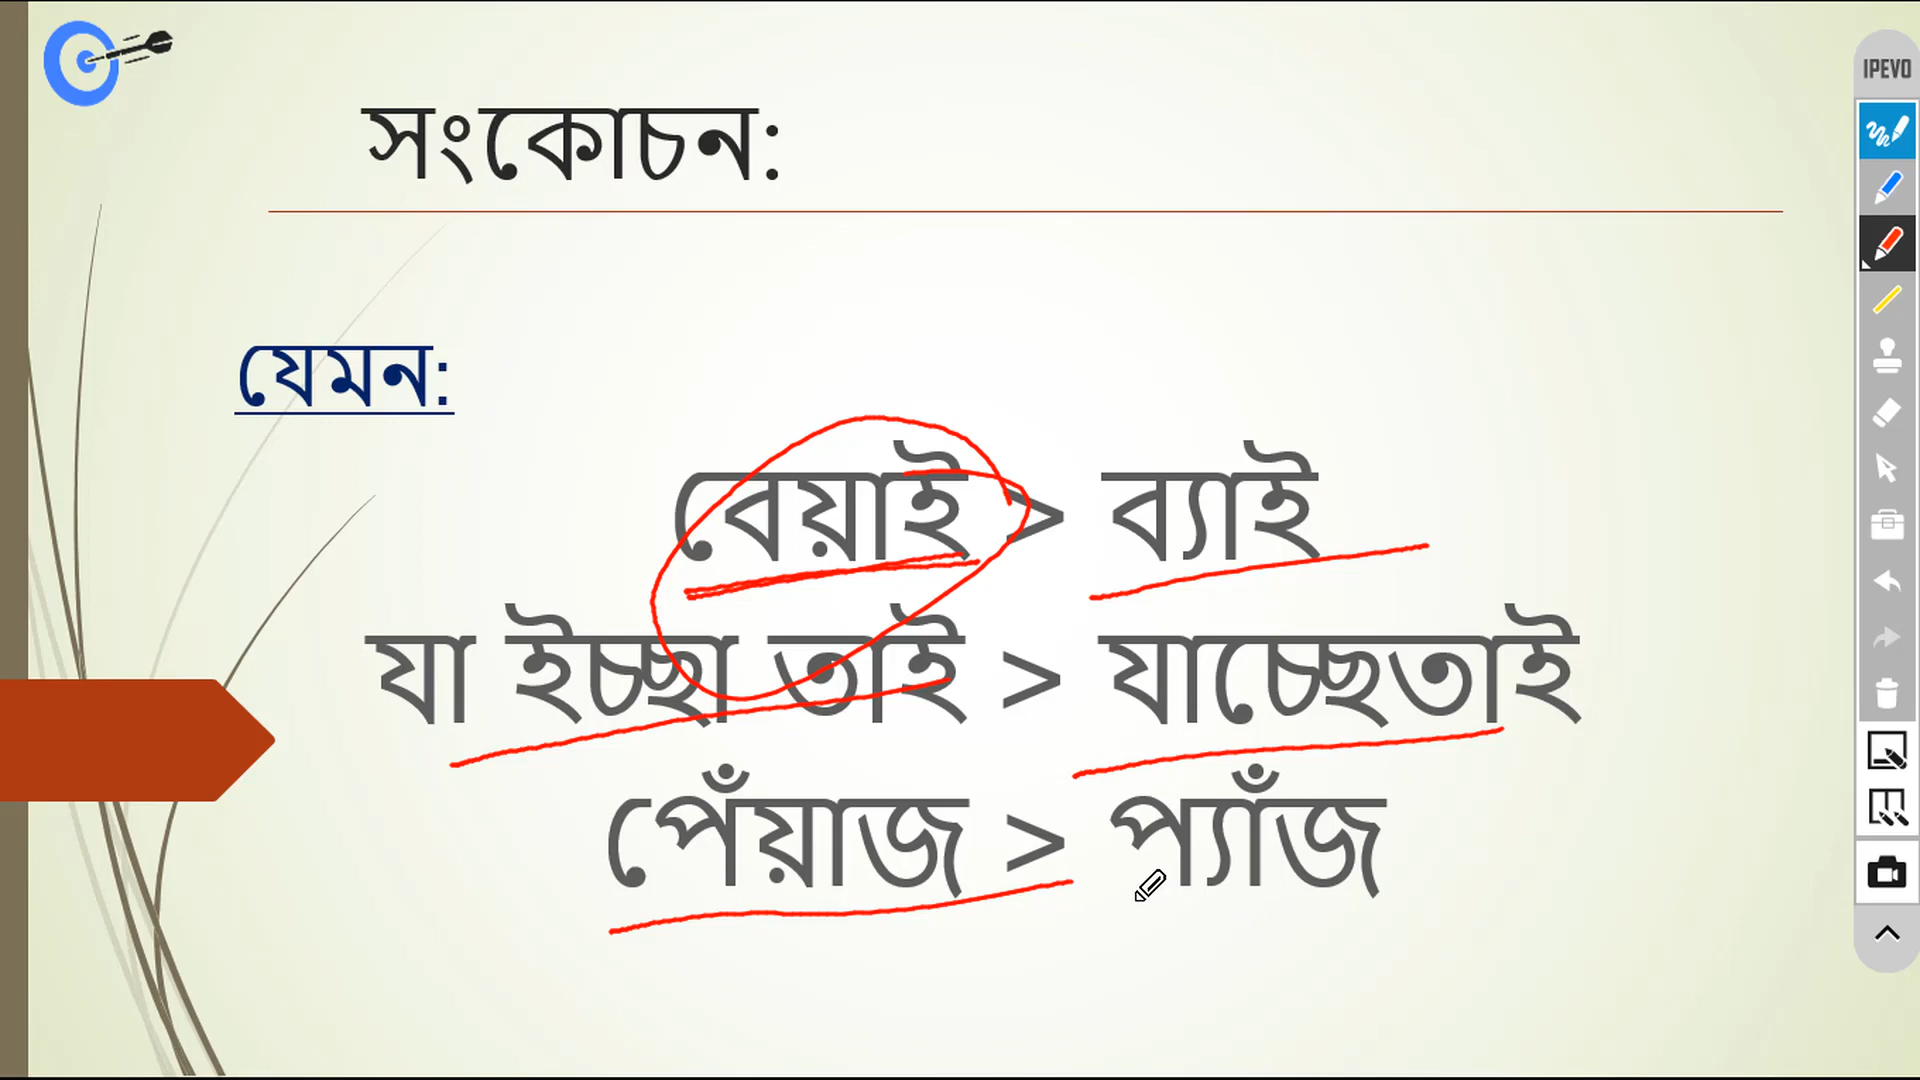 সংকোচন:
যেমন:
বেয়াই > ব্যাই
যা ইচ্ছা তাই > যাচ্ছেতাই
পেঁয়াজ > প্যাঁজ
IPEVO